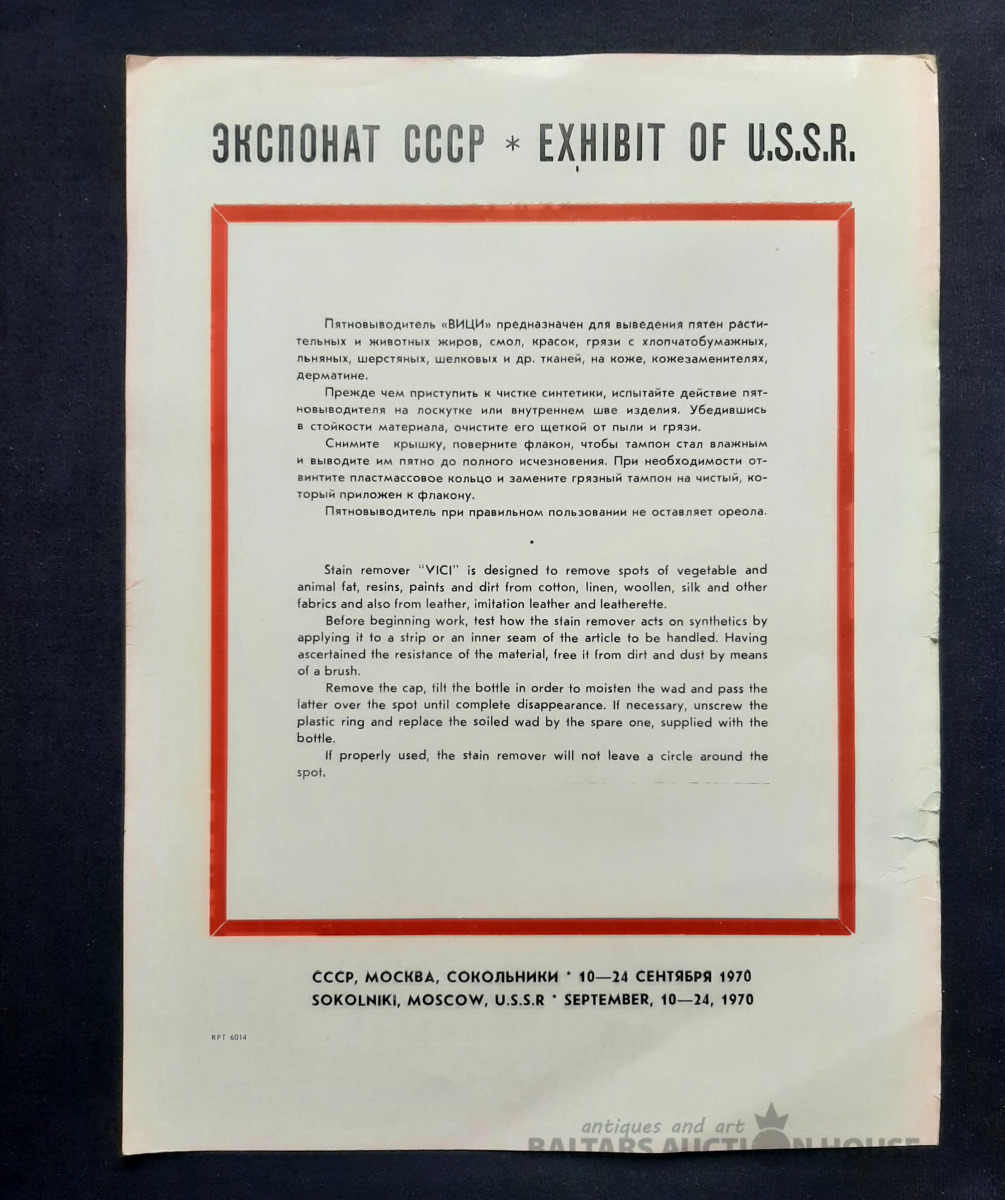 ЭКСПОНАТ СССР * EXHIBIT OF U.S.S.R.
Пятновыводитель «ВИЦИ» предназначен для выведения пятен расти-
тельных и животных жиров, смол, красок, грязи с хлопчатобумажных,
льняных, шерстяных, шелковых и др. тканей, на коже, кожезаменителях,
дерматине.
Прежде чем приступить к чистке синтетики, испытайте действие пят-
новыводителя на лоскутке или внутреннем шве изделия. Убедившись
в стойкости материала, очистите его щеткой от пыли и грязи.
Снимите крышку, поверните флакон, чтобы тампон стал влажным
и выводите им пятно до полного исчезновения. При необходимости от-
винтите пластмассовое кольцо и замените грязный тампон на чистый, ко-
торый приложен к флакону.
Пятновыводитель при правильном пользовании не оставляет ореола.
•
Stain remover "VICI" is designed to remove spots of vegetable and
animal fat, resins, paints and dirt from cotton, linen, woollen, silk and other
fabrics and also from leather, imitation leather and leatherette.
Before beginning work, test how the stain remover acts on synthetics by
applying it to a strip or an inner seam of the article to be handled. Having
ascertained the resistance of the material, free it from dirt and dust by means
of a brush.
Remove the cap, tilt the bottle in order to moisten the wad and pass the
latter over the spot until complete disappearance. If necessary, unscrew the
plastic ring and replace the soiled wad by the spare one, supplied with the
bottle.
If properly used, the stain remover will not leave a circle around the
spot.
СССР, МОСКВА, СОКОЛЬНИКИ * 10—24 СЕНТЯБРЯ 1970
SOKOLNIKI, MOSCOW, U.S.S.R * SEPTEMBER, 10—24, 1970
RPT 6014
antiques and art
BALTARS AUCTION HOUSE